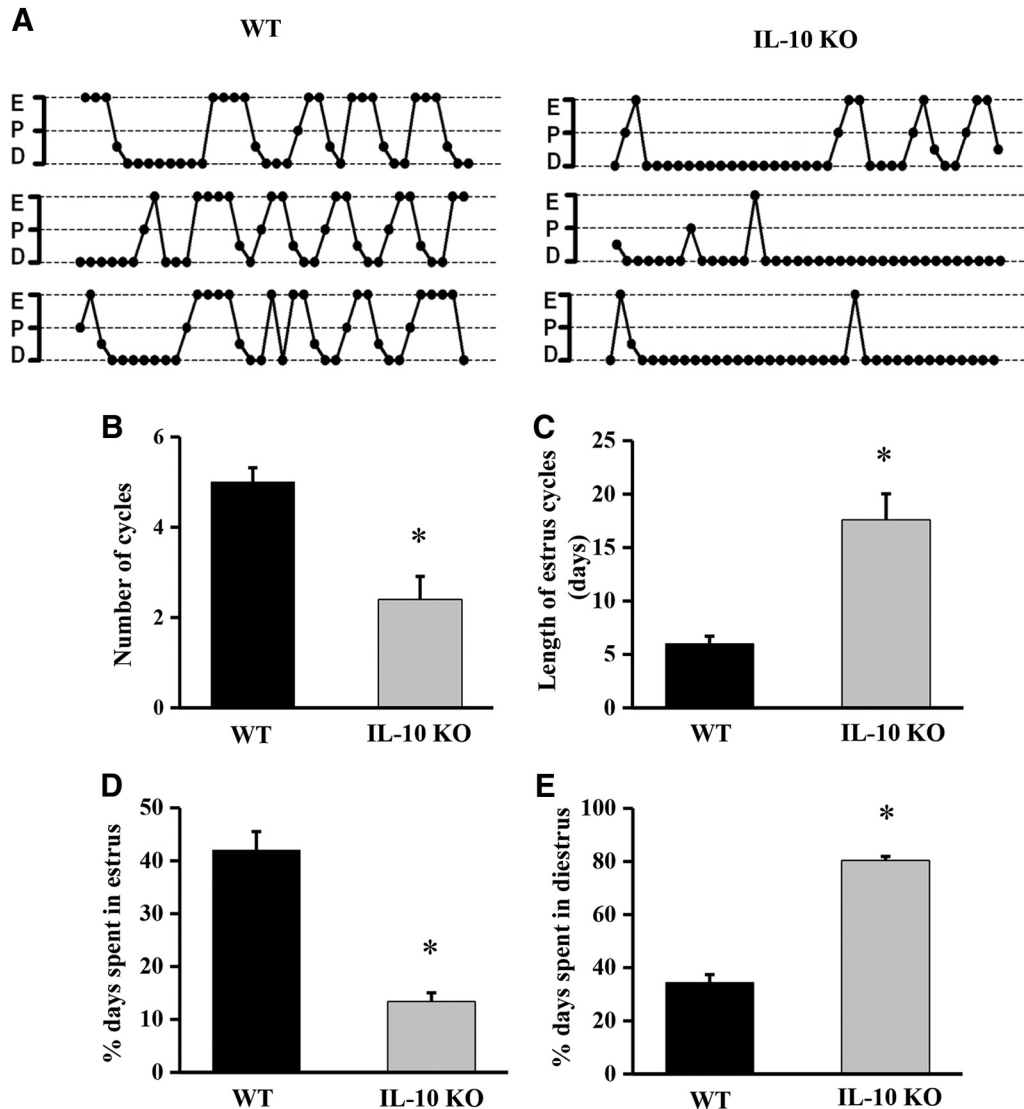 A
WT
IL-10 KO
E
P
D
E
P
D
E
P
D
E
P
D
E
P
D
E
P
D
B
Number of cycles
6
4
2
0
WT
IL-10 KO
*
C
Length of estrus cycles
(days)
25
20
15
10
5
0
WT
IL-10 KO
*
D
% days spent in estrus
50
40
30
20
10
0
WT
IL-10 KO
*
E
% days spent in diestrus
100
80
60
40
20
0
WT
IL-10 KO
*